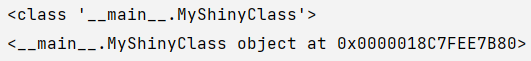 <class '__main__.MyShinyClass'>
<__main__.MyShinyClass object at 0x0000018C7FEE7B80>